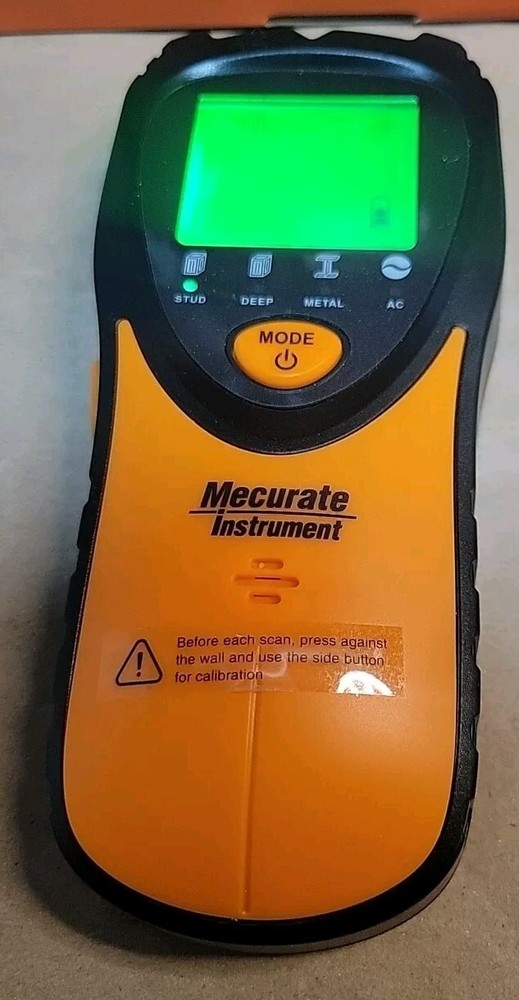 STUD DEEP METAL AC
MODE
Mecurate
Instrument
Before each scan, press against
the wall and use the side button
for calibration